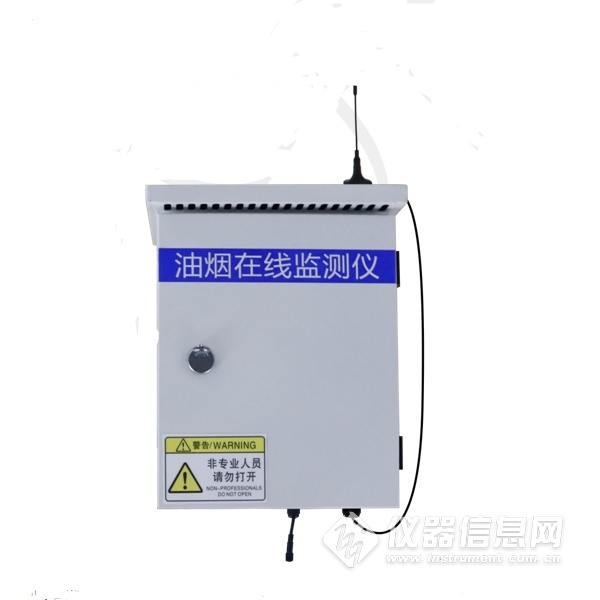 油烟在线监测仪
警告/WARNING
非专业人员
请勿打开
NON-PROFESSIONALS
DO NOT OPEN
仪器信息网
www.instrument.com.cn